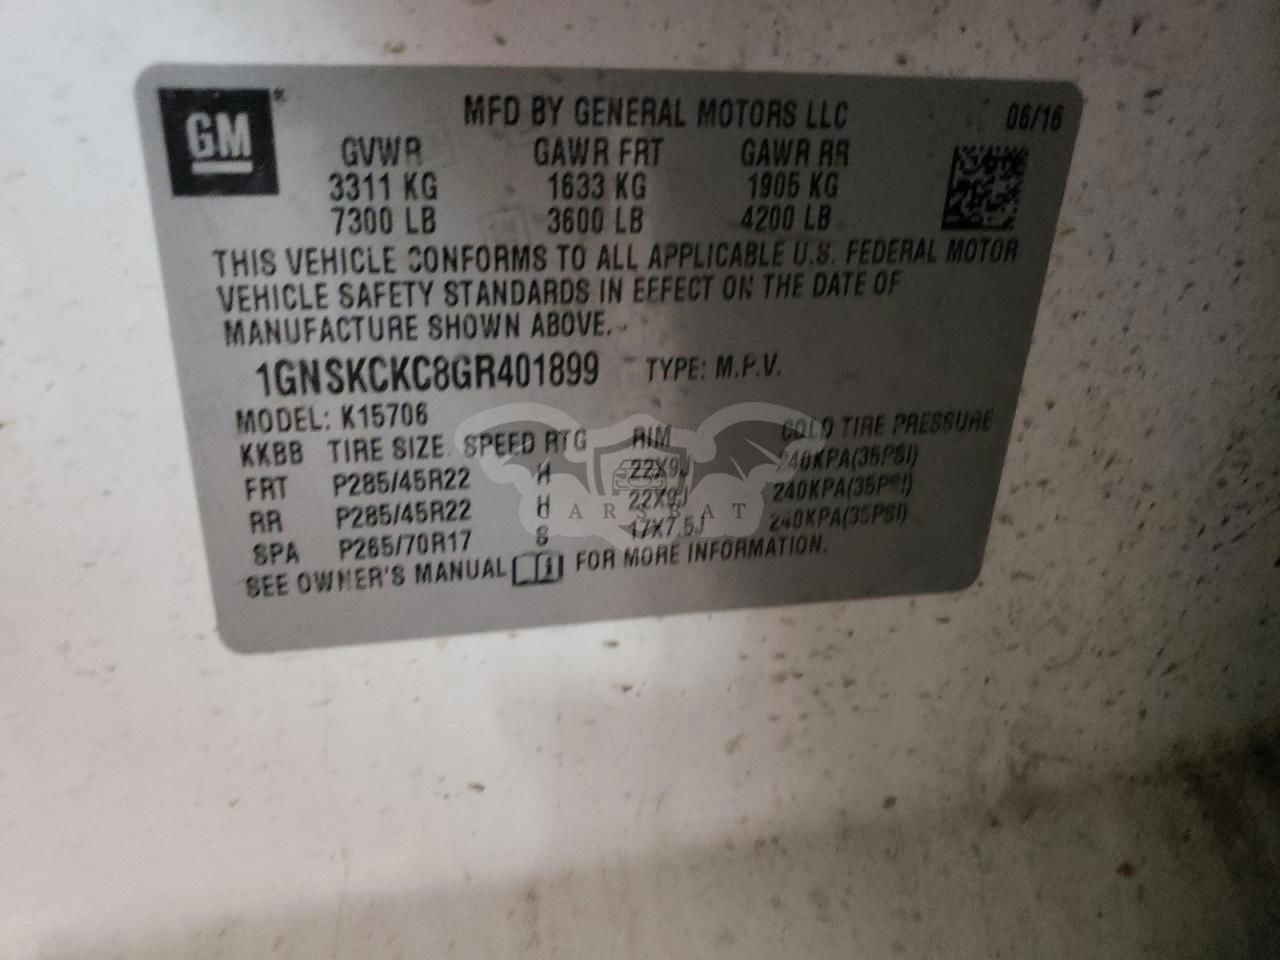 GM®
MFD BY GENERAL MOTORS LLC 06/16
GVWR GAWR FRT GAWR RR
3311 KG 1633 KG 1905 KG
7300 LB 3600 LB 4200 LB
THIS VEHICLE CONFORMS TO ALL APPLICABLE U.S. FEDERAL MOTOR
VEHICLE SAFETY STANDARDS IN EFFECT ON THE DATE OF
MANUFACTURE SHOWN ABOVE.
1GNSKCKC8GR401899 TYPE: M.P.V.
MODEL: K15706
KKBB TIRE SIZE SPEED RTG RIM COLD TIRE PRESSURE
FRT P285/45R22 H 22X9J 240KPA(35PSI)
RR P285/45R22 H 22X9J 240KPA(35PSI)
SPA P265/70R17 S 17X7.5J 240KPA(35PSI)
SEE OWNER'S MANUAL FOR MORE INFORMATION.
CARSBAT